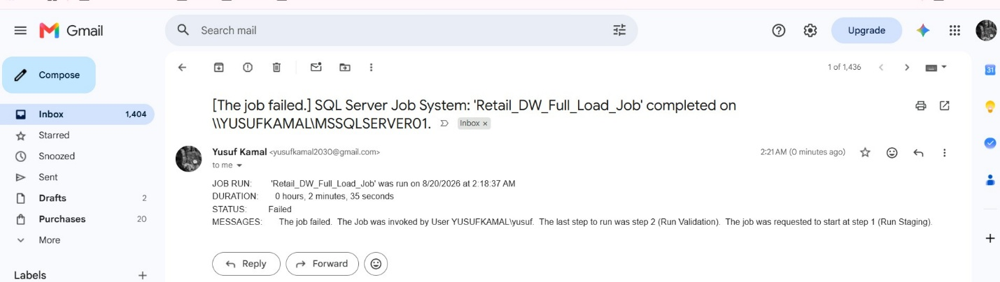 Gmail
Search mail
Upgrade
Compose
1 of 1,436
[The job failed.] SQL Server Job System: 'Retail_DW_Full_Load_Job' completed on
\\YUSUFKAMAL\MSSQLSERVER01.
Inbox ×
Inbox 1,404
Starred
Snoozed
Sent
Drafts 2
Purchases 20
More
Labels
Yusuf Kamal <yusufkamal2030@gmail.com>
2:21 AM (0 minutes ago)
to me
JOB RUN: 'Retail_DW_Full_Load_Job' was run on 8/20/2026 at 2:18:37 AM
DURATION: 0 hours, 2 minutes, 35 seconds
STATUS: Failed
MESSAGES: The job failed. The Job was invoked by User YUSUFKAMAL\yusuf. The last step to run was step 2 (Run Validation). The job was requested to start at step 1 (Run Staging).
Reply
Forward
31